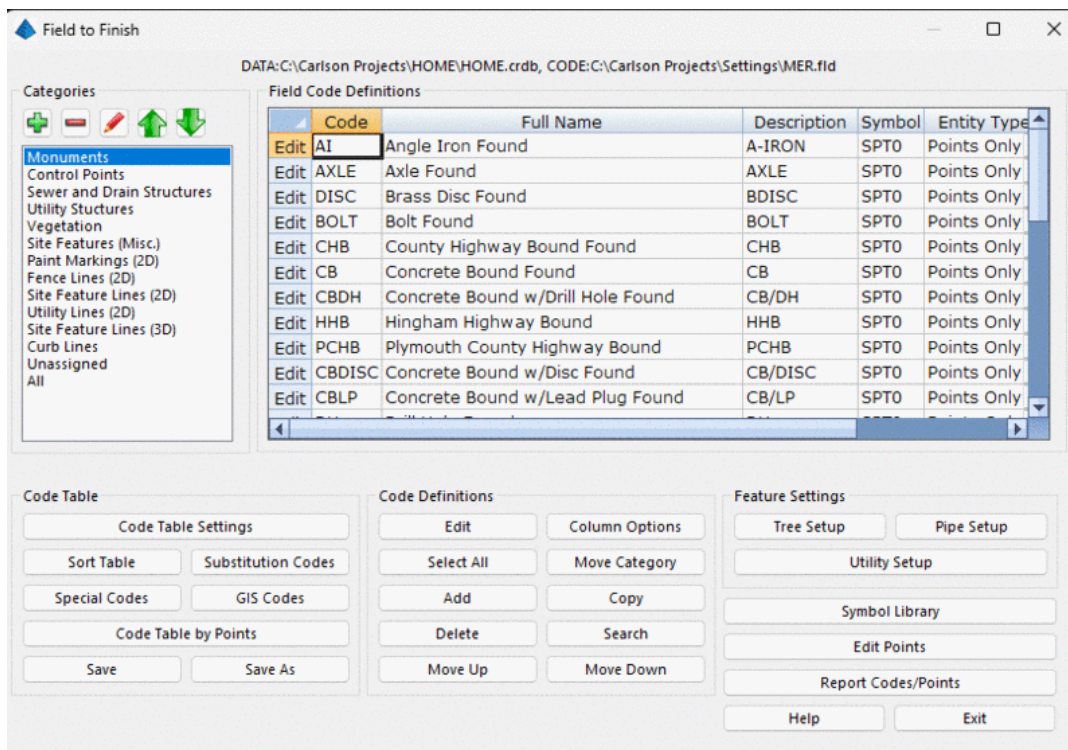 Field to Finish
DATA:C:\Carlson Projects\HOME\HOME.crdb, CODE:C:\Carlson Projects\Settings\MER.fld
Categories
Monuments
Control Points
Sewer and Drain Structures
Utility Stuctures
Vegetation
Site Features (Misc.)
Paint Markings (2D)
Fence Lines (2D)
Site Feature Lines (2D)
Utility Lines (2D)
Site Feature Lines (3D)
Curb Lines
Unassigned
All
Field Code Definitions
Code Full Name Description Symbol Entity Type
Edit AI Angle Iron Found A-IRON SPT0 Points Only
Edit AXLE Axle Found AXLE SPT0 Points Only
Edit DISC Brass Disc Found BDISC SPT0 Points Only
Edit BOLT Bolt Found BOLT SPT0 Points Only
Edit CHB County Highway Bound Found CHB SPT0 Points Only
Edit CB Concrete Bound Found CB SPT0 Points Only
Edit CBDH Concrete Bound w/Drill Hole Found CB/DH SPT0 Points Only
Edit HHB Hingham Highway Bound HHB SPT0 Points Only
Edit PCHB Plymouth County Highway Bound PCHB SPT0 Points Only
Edit CBDISC Concrete Bound w/Disc Found CB/DISC SPT0 Points Only
Edit CBLP Concrete Bound w/Lead Plug Found CB/LP SPT0 Points Only
Code Table
Code Table Settings
Sort Table Substitution Codes
Special Codes GIS Codes
Code Table by Points
Save Save As
Code Definitions
Edit Column Options
Select All Move Category
Add Copy
Delete Search
Move Up Move Down
Feature Settings
Tree Setup Pipe Setup
Utility Setup
Symbol Library
Edit Points
Report Codes/Points
Help Exit